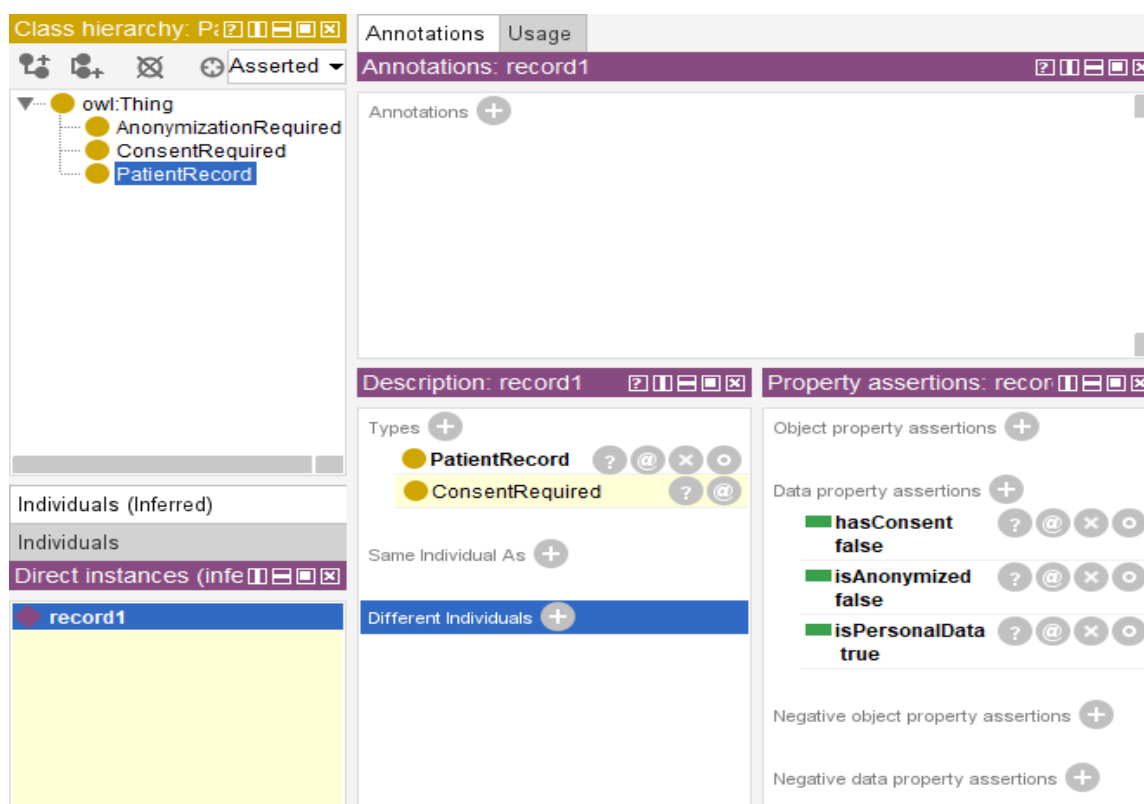 Class hierarchy: Pa
Asserted
owl:Thing
AnonymizationRequired
ConsentRequired
PatientRecord
Individuals (Inferred)
Individuals
Direct instances (infe
record1
Annotations Usage
Annotations: record1
Annotations
Description: record1
Types
PatientRecord
ConsentRequired
Same Individual As
Different Individuals
Property assertions: recor
Object property assertions
Data property assertions
hasConsent
false
isAnonymized
false
isPersonalData
true
Negative object property assertions
Negative data property assertions